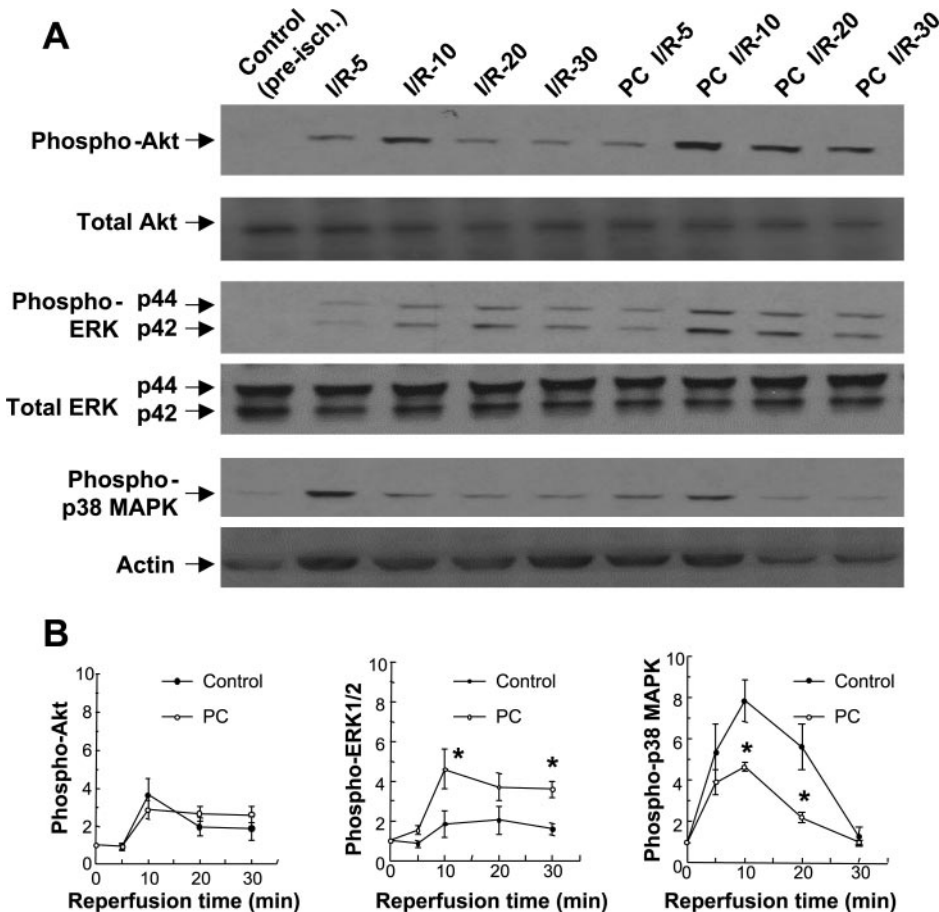 A
Control
(pre-isch.)
I/R-5
I/R-10
I/R-20
I/R-30
PC I/R-5
PC I/R-10
PC I/R-20
PC I/R-30
Phospho-Akt
Total Akt
Phospho- p44
ERK p42
p44
Total ERK p42
Phospho-
p38 MAPK
Actin
B
Phospho-Akt
10
8
6
4
2
0
Control
PC
0 10 20 30
Reperfusion time (min)
Phospho-ERK1/2
10
8
6
4
2
0
Control
PC
*
*
0 10 20 30
Reperfusion time (min)
Phospho-p38 MAPK
10
8
6
4
2
0
Control
PC
*
*
0 10 20 30
Reperfusion time (min)